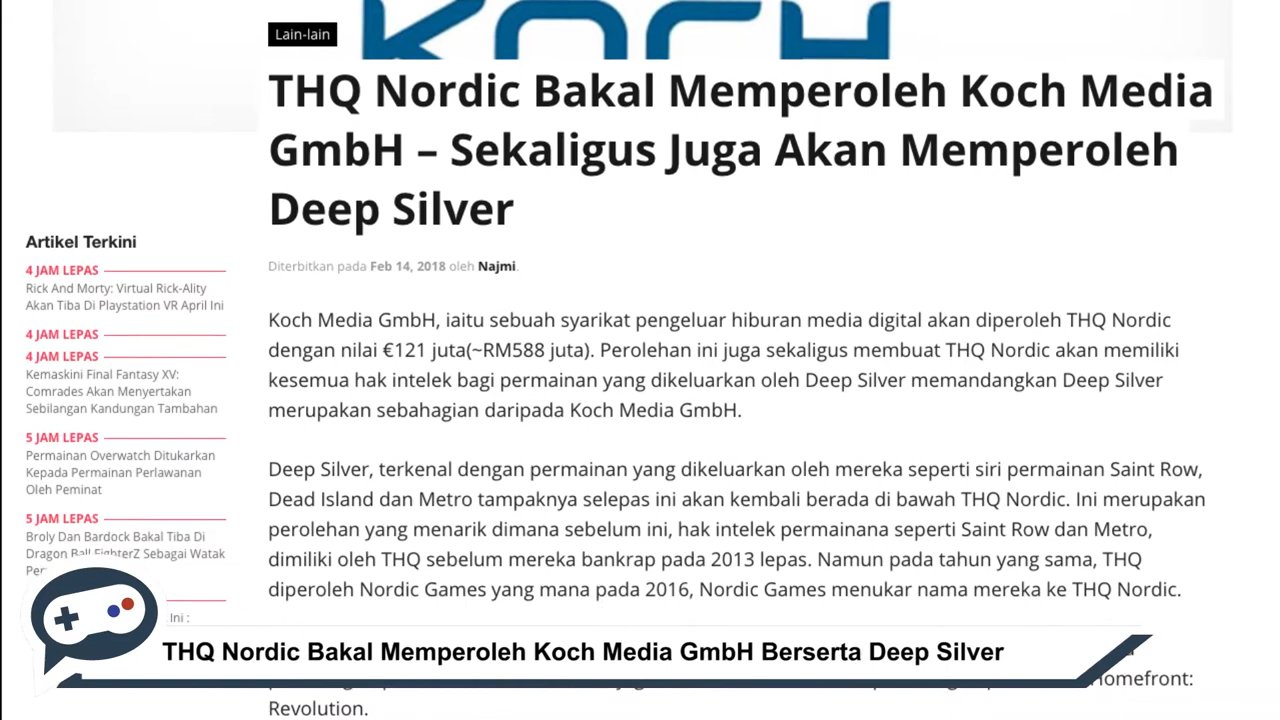 KOCH
Lain-lain
THQ Nordic Bakal Memperoleh Koch Media
GmbH – Sekaligus Juga Akan Memperoleh
Deep Silver
Diterbitkan pada Feb 14, 2018 oleh Najmi.
Artikel Terkini
4 JAM LEPAS
Rick And Morty: Virtual Rick-Ality
Akan Tiba Di Playstation VR April Ini
4 JAM LEPAS
4 JAM LEPAS
Kemaskini Final Fantasy XV:
Comrades Akan Menyertakan
Sebilangan Kandungan Tambahan
5 JAM LEPAS
Permainan Overwatch Ditukarkan
Kepada Permainan Perlawanan
Oleh Peminat
5 JAM LEPAS
Broly Dan Bardock Bakal Tiba Di
Dragon Ball FighterZ Sebagai Watak
Ini :
Koch Media GmbH, iaitu sebuah syarikat pengeluar hiburan media digital akan diperoleh THQ Nordic
dengan nilai €121 juta(~RM588 juta). Perolehan ini juga sekaligus membuat THQ Nordic akan memiliki
kesemua hak intelek bagi permainan yang dikeluarkan oleh Deep Silver memandangkan Deep Silver
merupakan sebahagian daripada Koch Media GmbH.
Deep Silver, terkenal dengan permainan yang dikeluarkan oleh mereka seperti siri permainan Saint Row,
Dead Island dan Metro tampaknya selepas ini akan kembali berada di bawah THQ Nordic. Ini merupakan
perolehan yang menarik dimana sebelum ini, hak intelek permainana seperti Saint Row dan Metro,
dimiliki oleh THQ sebelum mereka bankrap pada 2013 lepas. Namun pada tahun yang sama, THQ
diperoleh Nordic Games yang mana pada 2016, Nordic Games menukar nama mereka ke THQ Nordic.
Homefront:
Revolution.
THQ Nordic Bakal Memperoleh Koch Media GmbH Berserta Deep Silver